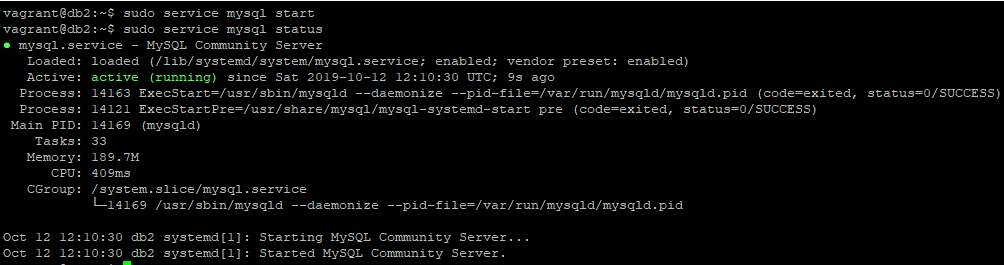 vagrant@db2:~$ sudo service mysql start
vagrant@db2:~$ sudo service mysql status
● mysql.service - MySQL Community Server
   Loaded: loaded (/lib/systemd/system/mysql.service; enabled; vendor preset: enabled)
   Active: active (running) since Sat 2019-10-12 12:10:30 UTC; 9s ago
  Process: 14163 ExecStart=/usr/sbin/mysqld --daemonize --pid-file=/var/run/mysqld/mysqld.pid (code=exited, status=0/SUCCESS)
  Process: 14121 ExecStartPre=/usr/share/mysql/mysql-systemd-start pre (code=exited, status=0/SUCCESS)
 Main PID: 14169 (mysqld)
    Tasks: 33
   Memory: 189.7M
      CPU: 409ms
   CGroup: /system.slice/mysql.service
           └─14169 /usr/sbin/mysqld --daemonize --pid-file=/var/run/mysqld/mysqld.pid

Oct 12 12:10:30 db2 systemd[1]: Starting MySQL Community Server...
Oct 12 12:10:30 db2 systemd[1]: Started MySQL Community Server.